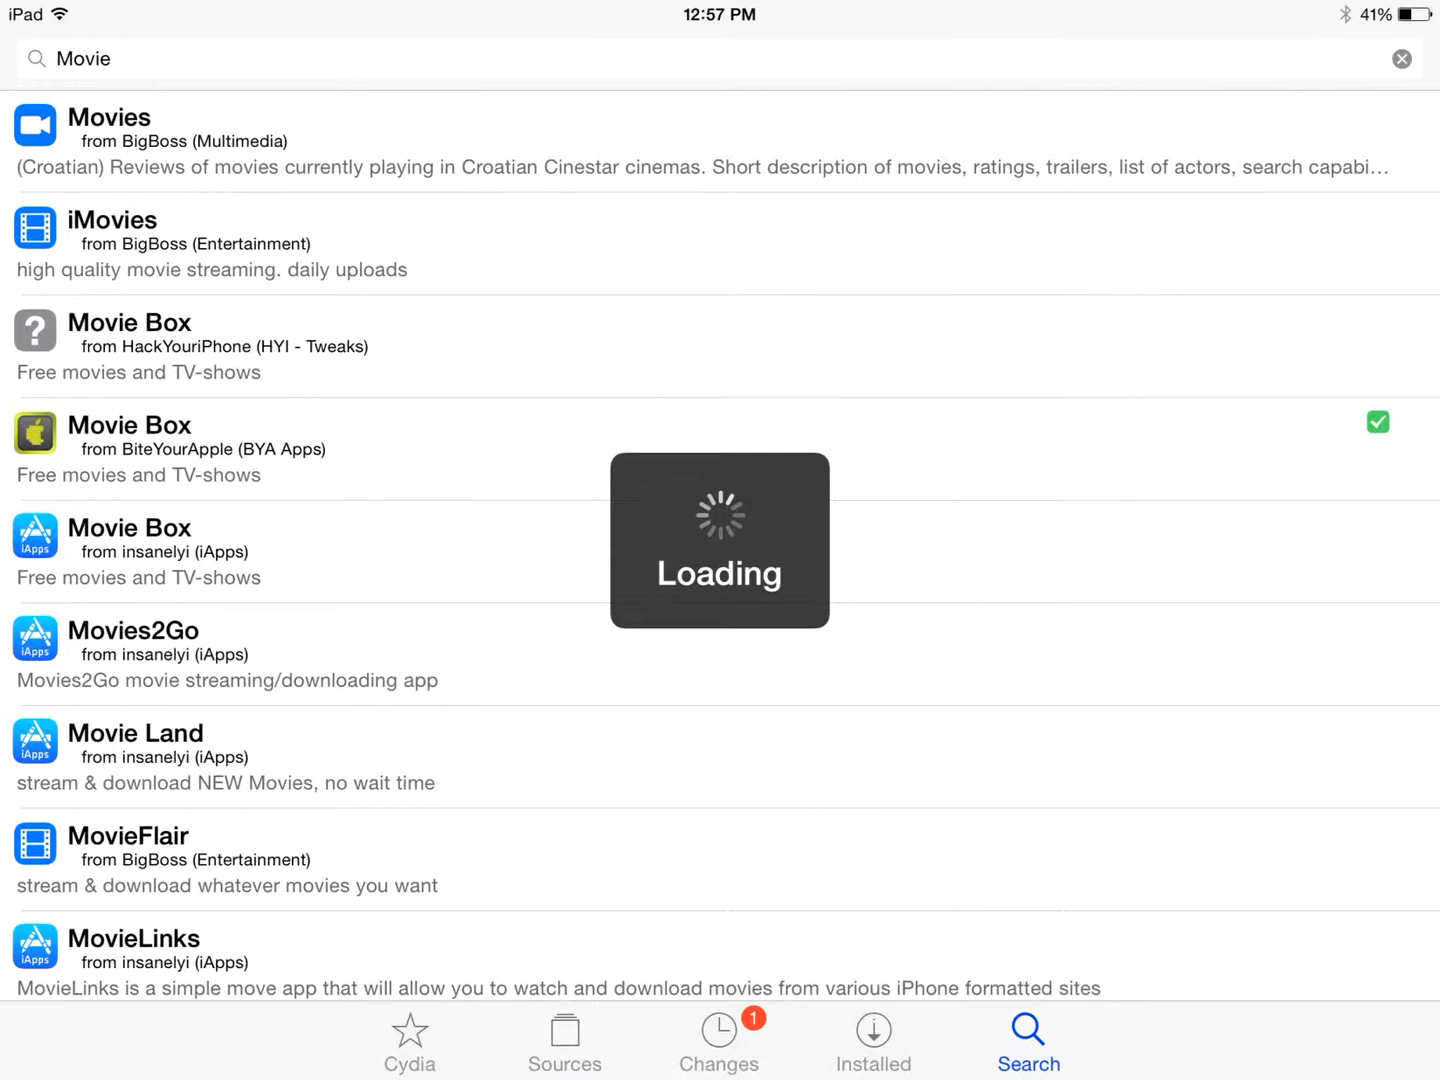 iPad 12:57 PM 41%
Movie
Movies
from BigBoss (Multimedia)
(Croatian) Reviews of movies currently playing in Croatian Cinestar cinemas. Short description of movies, ratings, trailers, list of actors, search capabi...
iMovies
from BigBoss (Entertainment)
high quality movie streaming. daily uploads
?
Movie Box
from HackYouriPhone (HYI - Tweaks)
Free movies and TV-shows
Movie Box
from BiteYourApple (BYA Apps)
Free movies and TV-shows
Loading
iApps
Movie Box
from insanelyi (iApps)
Free movies and TV-shows
iApps
Movies2Go
from insanelyi (iApps)
Movies2Go movie streaming/downloading app
iApps
Movie Land
from insanelyi (iApps)
stream & download NEW Movies, no wait time
MovieFlair
from BigBoss (Entertainment)
stream & download whatever movies you want
iApps
MovieLinks
from insanelyi (iApps)
MovieLinks is a simple move app that will allow you to watch and download movies from various iPhone formatted sites
1
Cydia Sources Changes Installed Search